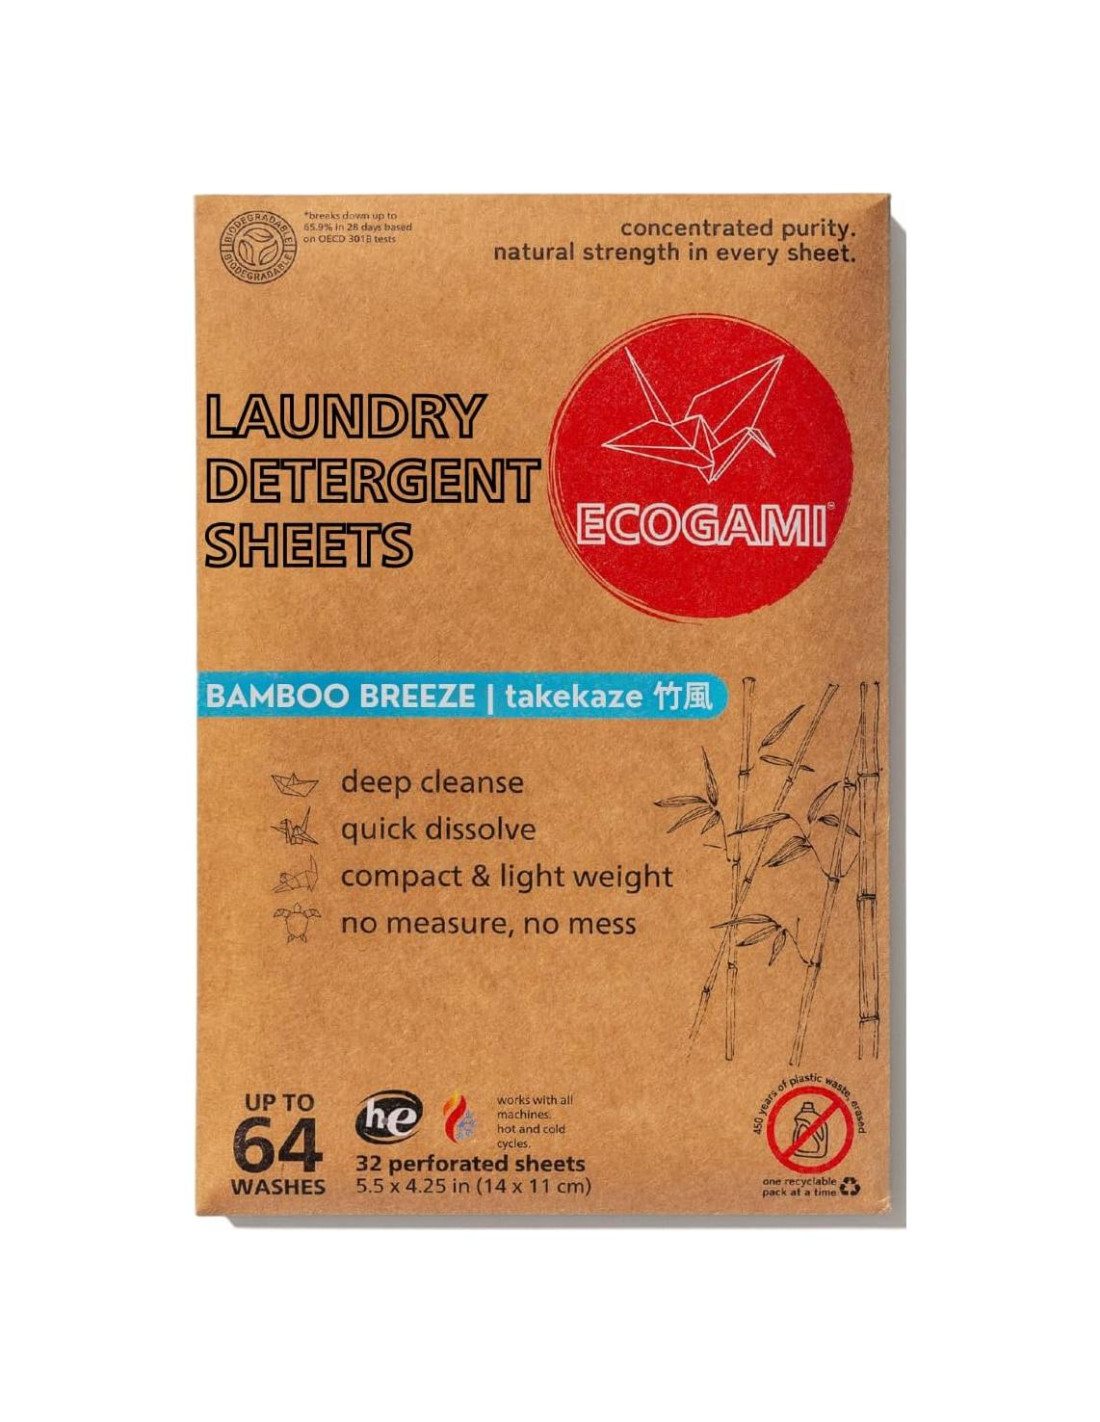 BIODEGRADABLE
BIODEGRADABLE
*breaks down up to
65.9% in 28 days based
on OECD 301B tests
concentrated purity.
natural strength in every sheet.
LAUNDRY
DETERGENT
SHEETS
ECOGAMI
BAMBOO BREEZE | takekaze 竹風
deep cleanse
quick dissolve
compact & light weight
no measure, no mess
UP TO
64
WASHES
he
works with all
machines.
hot and cold
cycles.
32 perforated sheets
5.5 x 4.25 in (14 x 11 cm)
450 years of plastic waste, erased
one recyclable
pack at a time